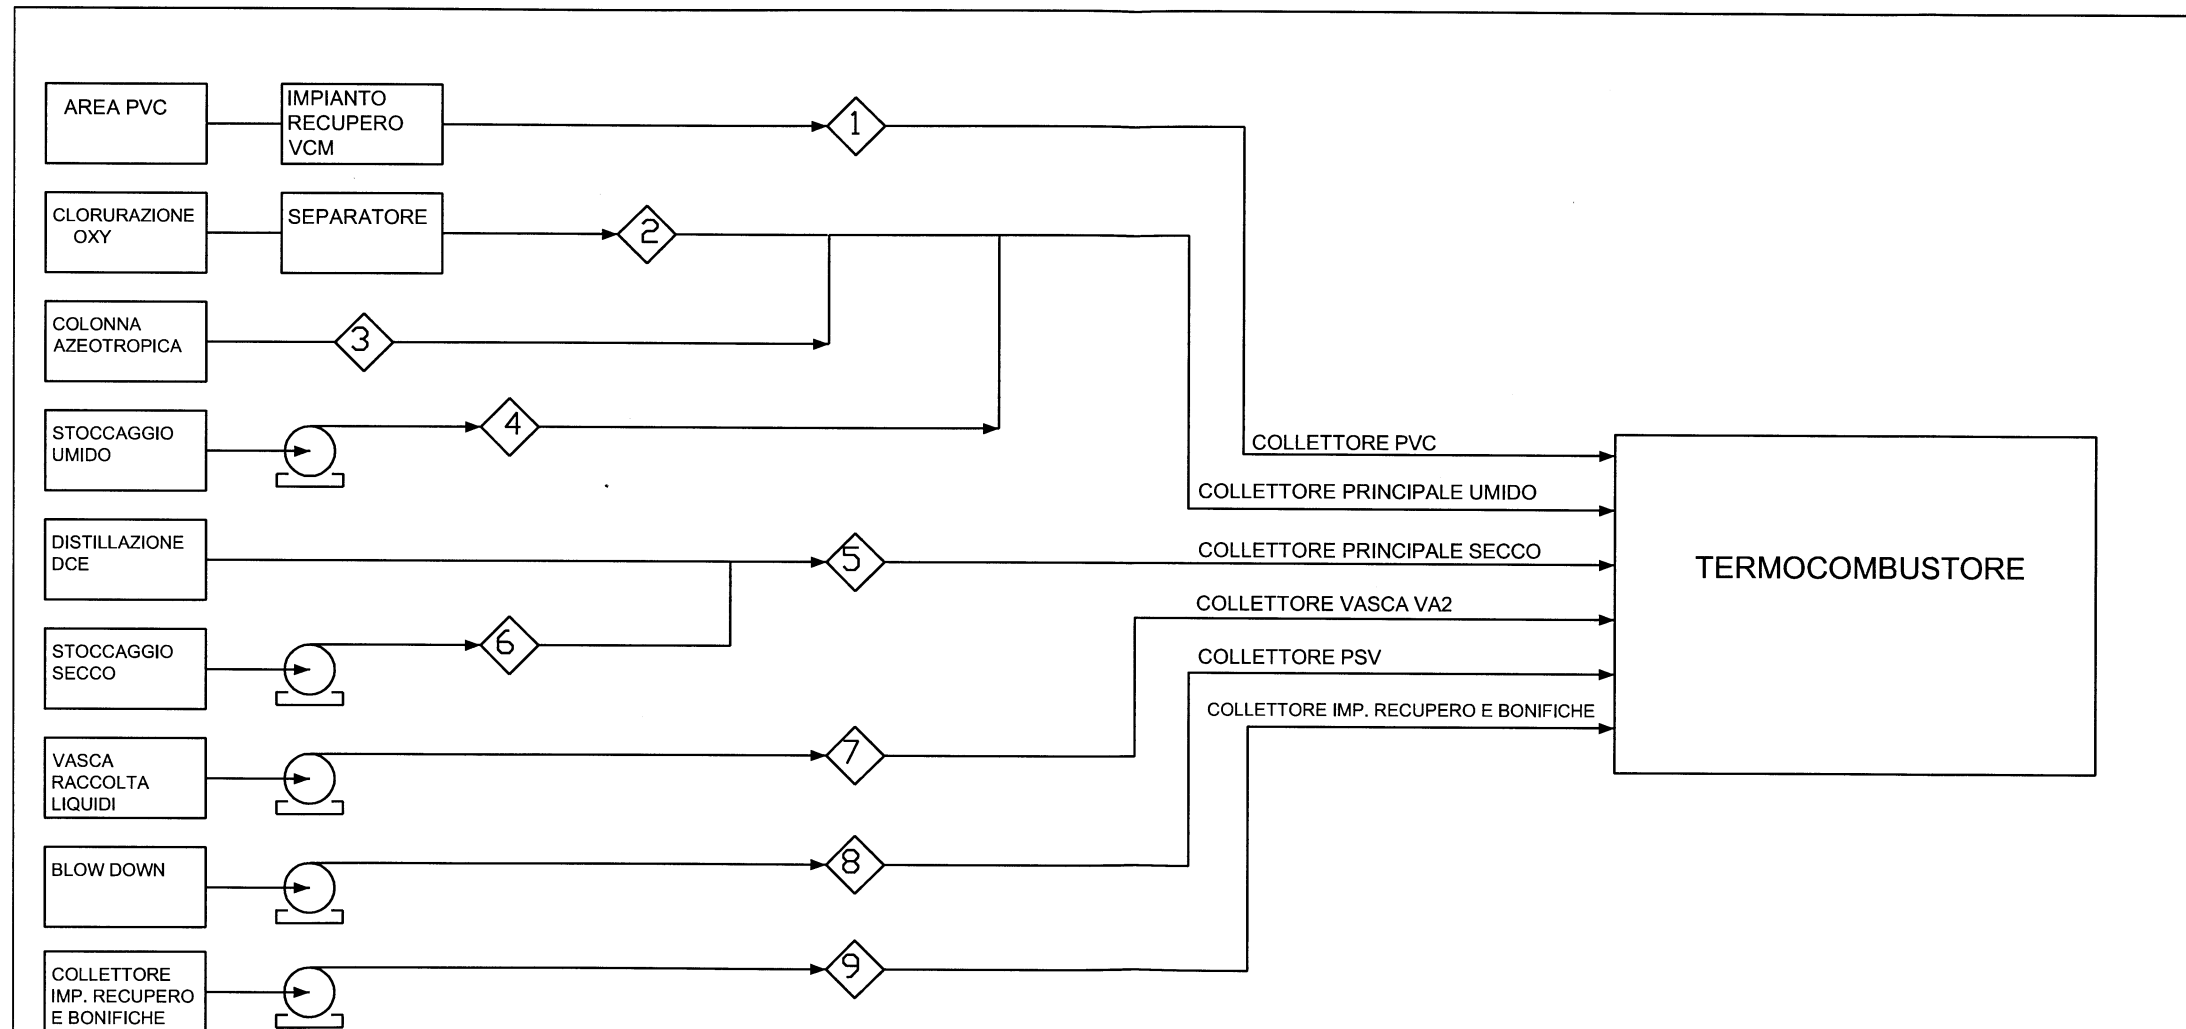 AREA PVC
IMPIANTO
RECUPERO
VCM
1
CLORURAZIONE
OXY
SEPARATORE
2
COLONNA
AZEOTROPICA
3
STOCCAGGIO
UMIDO
4
COLLETTORE PVC
COLLETTORE PRINCIPALE UMIDO
DISTILLAZIONE
DCE
5
COLLETTORE PRINCIPALE SECCO
TERMOCOMBUSTORE
COLLETTORE VASCA VA2
STOCCAGGIO
SECCO
6
COLLETTORE PSV
COLLETTORE IMP. RECUPERO E BONIFICHE
VASCA
RACCOLTA
LIQUIDI
7
BLOW DOWN
8
COLLETTORE
IMP. RECUPERO
E BONIFICHE
9